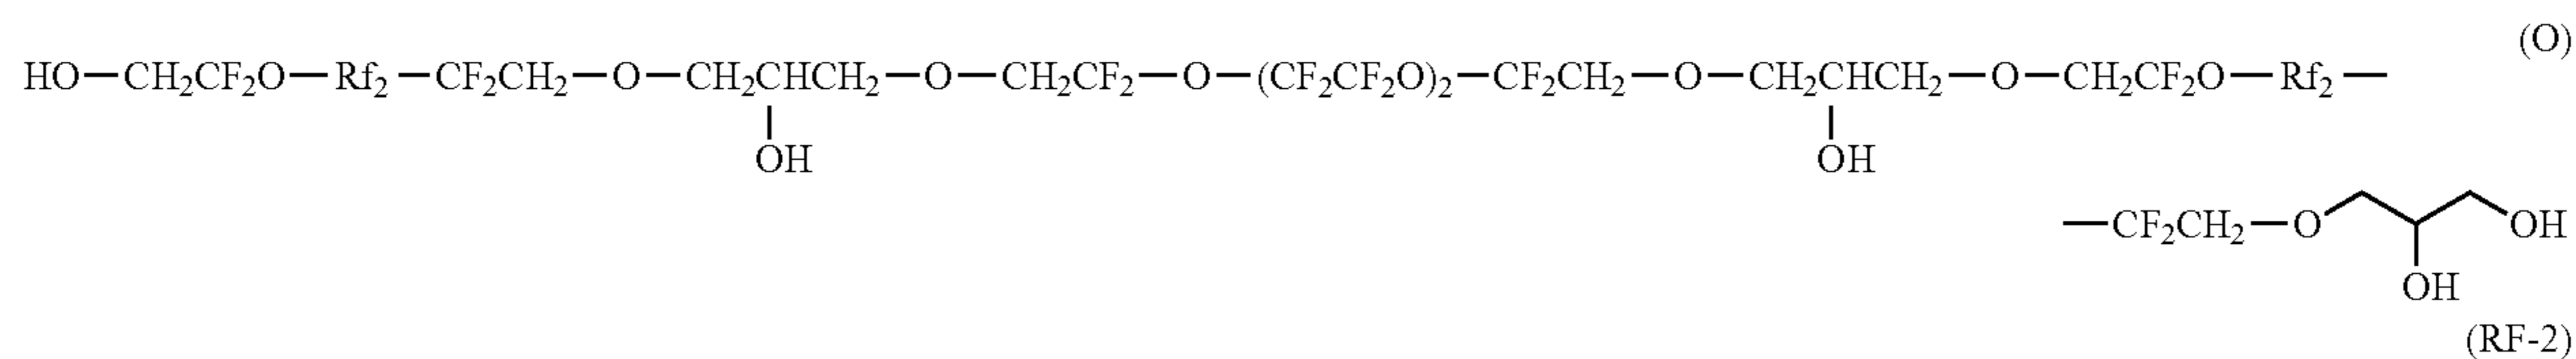 (O)
HO—CH₂CF₂O—Rf₂—CF₂CH₂—O—CH₂CHCH₂—O—CH₂CF₂—O—(CF₂CF₂O)₂—CF₂CH₂—O—CH₂CHCH₂—O—CH₂CF₂O—Rf₂—
OH OH
—CF₂CH₂—O OH
OH
(RF-2)